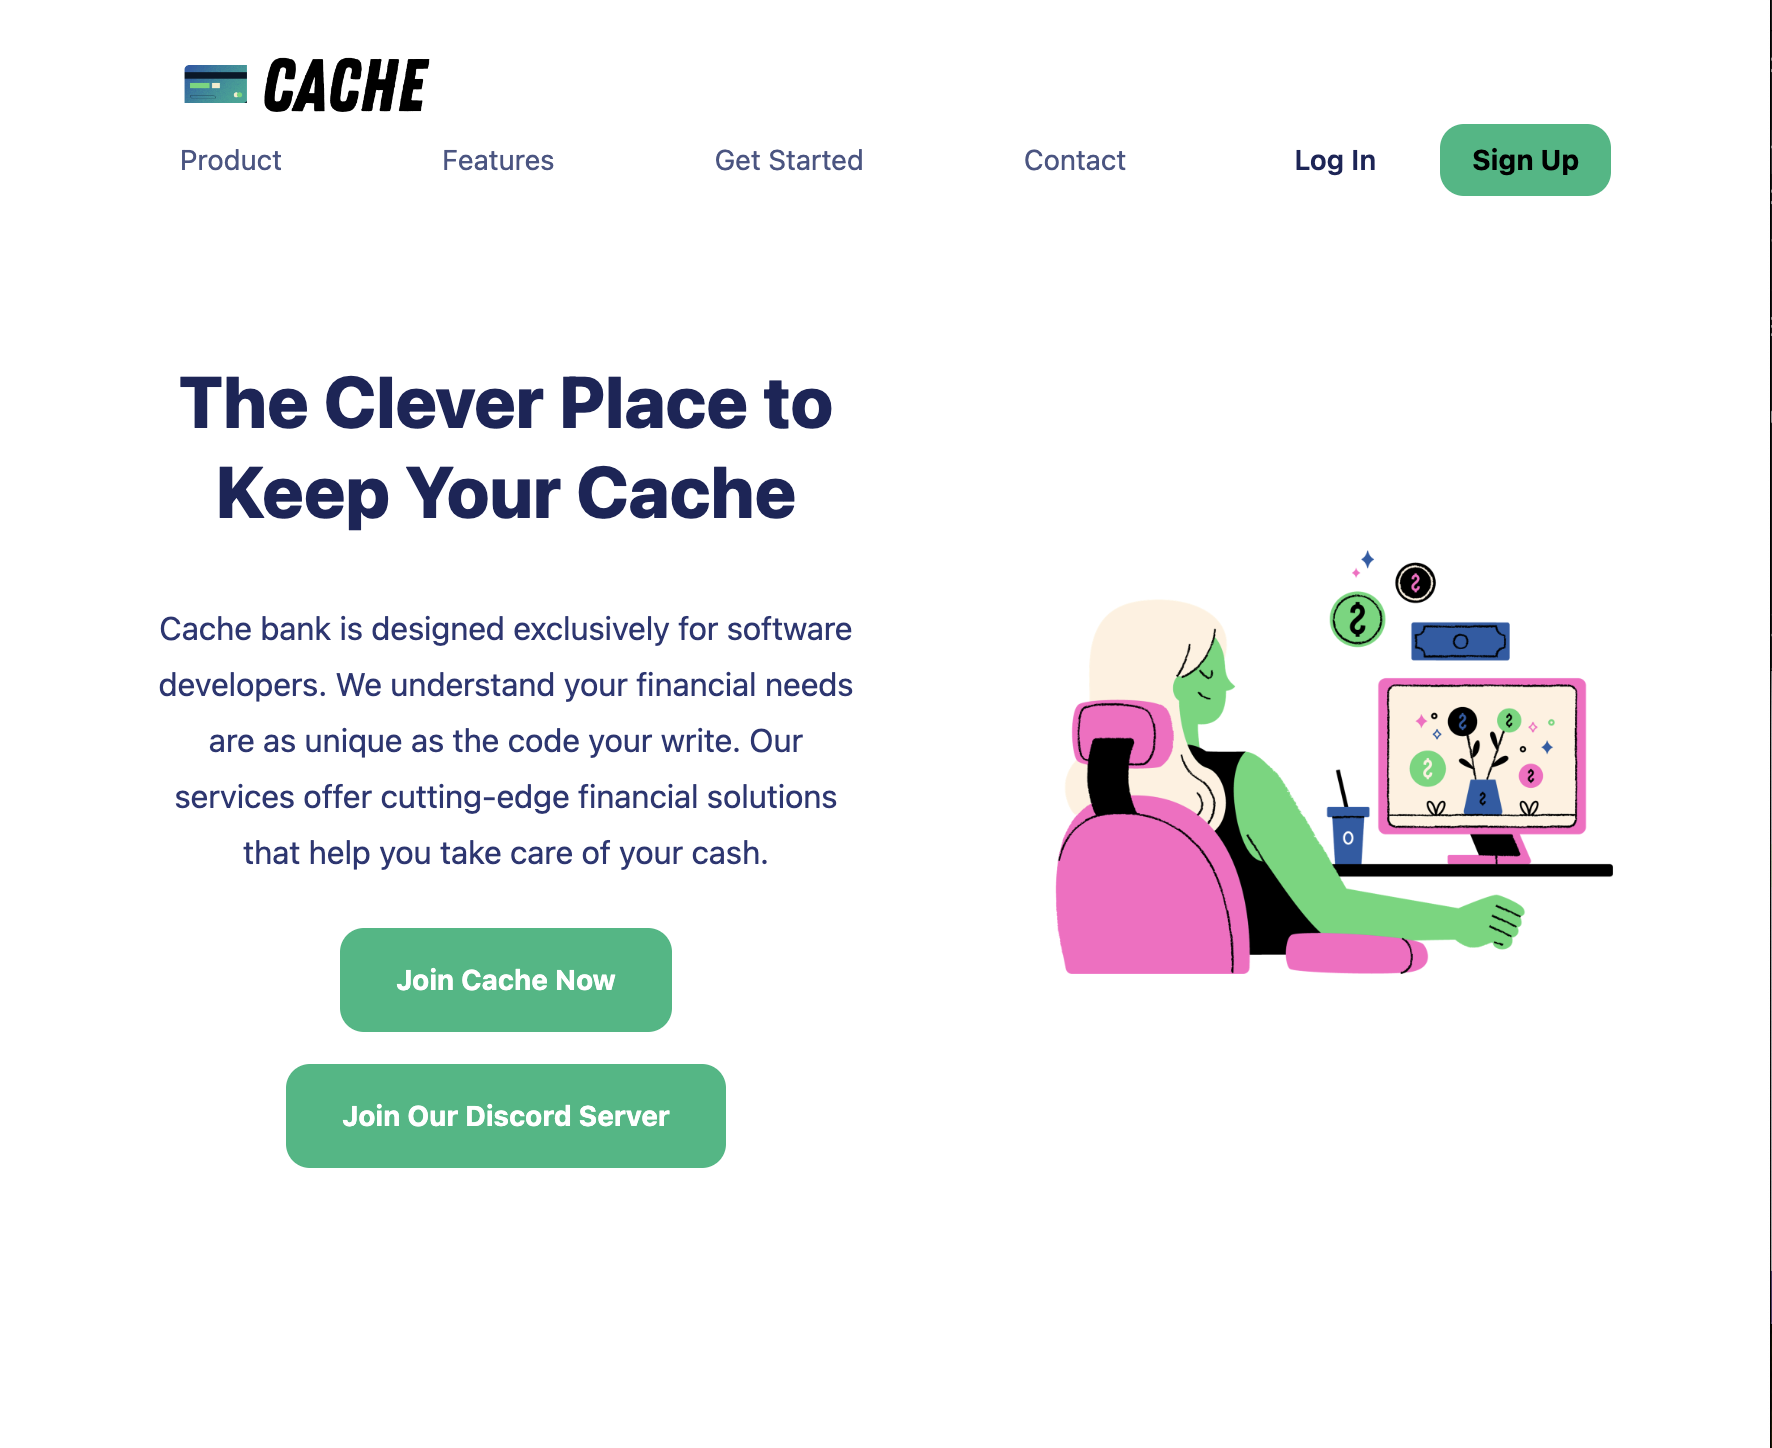 CACHE
Product Features Get Started Contact Log In Sign Up
The Clever Place to
Keep Your Cache
Cache bank is designed exclusively for software
developers. We understand your financial needs
are as unique as the code your write. Our
services offer cutting-edge financial solutions
that help you take care of your cash.
Join Cache Now
Join Our Discord Server